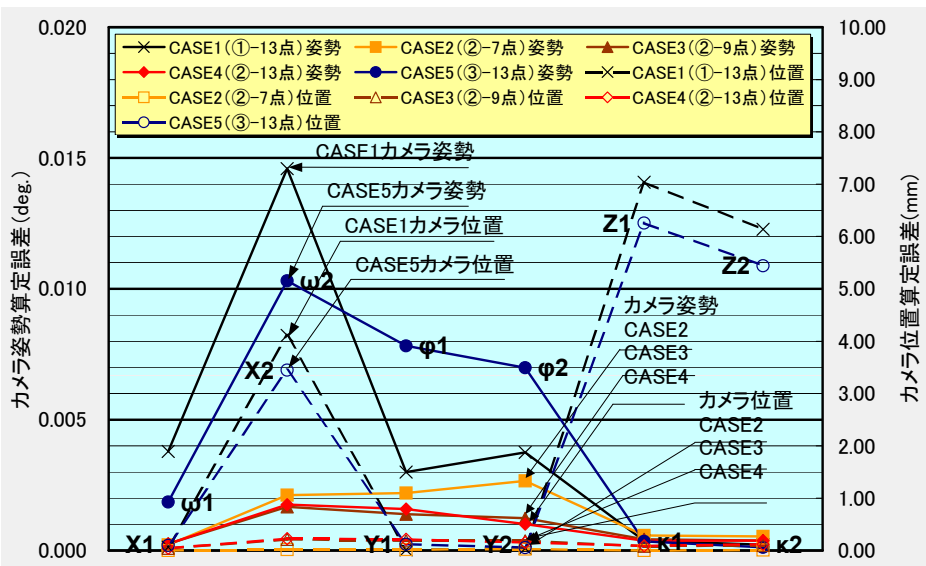 0.020
0.015
0.010
0.005
0.000
カメラ姿勢算定誤差(deg.)
CASE1(①-13点)姿勢
CASE2(②-7点)姿勢
CASE3(②-9点)姿勢
CASE4(②-13点)姿勢
CASE5(③-13点)姿勢
CASE1(①-13点)位置
CASE2(②-7点)位置
CASE3(②-9点)位置
CASE4(②-13点)位置
CASE5(③-13点)位置
CASE1カメラ姿勢
CASE5カメラ姿勢
CASE1カメラ位置
CASE5カメラ位置
Z1
Z2
ω2
カメラ姿勢
CASE2
CASE3
CASE4
φ1
φ2
X2
カメラ位置
CASE2
CASE3
CASE4
ω1
X1
Y1
Y2
κ1
κ2
10.00
9.00
8.00
7.00
6.00
5.00
4.00
3.00
2.00
1.00
0.00
カメラ位置算定誤差(mm)